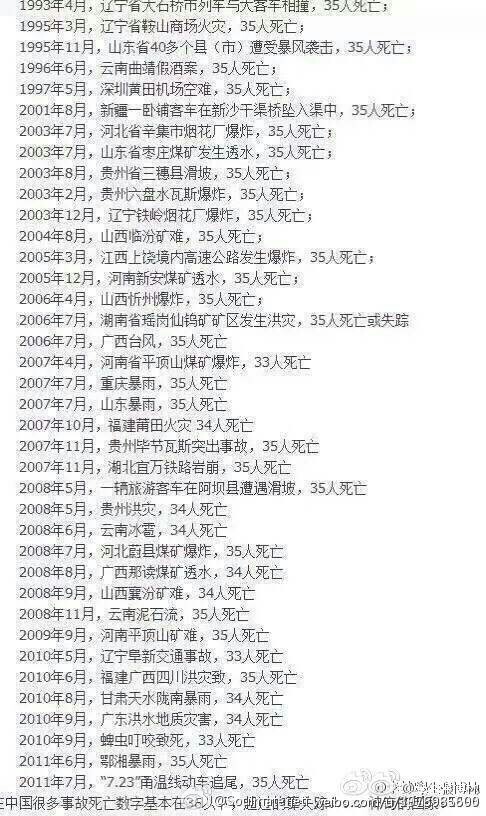 1993年4月，辽宁省大石桥市列车与大客车相撞，35人死亡；
1995年3月，辽宁省鞍山商场火灾，35人死亡；
1995年11月，山东省40多个县（市）遭受暴风袭击，35人死亡；
1996年6月，云南曲靖假酒案，35人死亡；
1997年5月，深圳黄田机场空难，35人死亡；
2001年8月，新疆一卧铺客车在新沙干渠桥坠入渠中，35人死亡；
2003年7月，河北省辛集市烟花厂爆炸，35人死亡；
2003年7月，山东省枣庄煤矿发生透水，35人死亡；
2003年8月，贵州省三穗县滑坡，35人死亡；
2003年2月，贵州六盘水瓦斯爆炸，35人死亡；
2003年12月，辽宁铁岭烟花厂爆炸，35人死亡；
2004年8月，山西临汾矿难，35人死亡；
2005年3月，江西上饶境内高速公路发生爆炸，35人死亡；
2005年12月，河南新安煤矿透水，35人死亡；
2006年4月，山西忻州爆炸，35人死亡；
2006年7月，湖南省瑶岗仙钨矿矿区发生洪灾，35人死亡或失踪
2006年7月，广西台风，35人死亡
2007年4月，河南省平顶山煤矿爆炸，33人死亡
2007年7月，重庆暴雨，35人死亡
2007年7月，山东暴雨，35人死亡
2007年10月，福建莆田火灾 34人死亡
2007年11月，贵州毕节瓦斯突出事故，35人死亡
2007年11月，湖北宜万铁路岩崩，35人死亡
2008年5月，一辆旅游客车在阿坝县遭遇滑坡，35人死亡
2008年5月，贵州洪灾，34人死亡
2008年6月，云南冰雹，34人死亡
2008年7月，河北蔚县煤矿爆炸，35人死亡
2008年8月，广西那读煤矿透水，34人死亡
2008年9月，山西襄汾矿难，34人死亡
2008年11月，云南泥石流，35人死亡
2009年9月，河南平顶山矿难，35人死亡
2010年5月，辽宁阜新交通事故，33人死亡
2010年6月，福建广西四川洪灾致，35人死亡
2010年8月，甘肃天水陇南暴雨，34人死亡
2010年9月，广东洪水地质灾害，34人死亡
2010年9月，蜱虫叮咬致死，33人死亡
2011年6月，鄂湘暴雨，35人死亡
2011年7月，“7.23”甬温线动车追尾，35人死亡
在中国很多事故死亡数字基本在36人